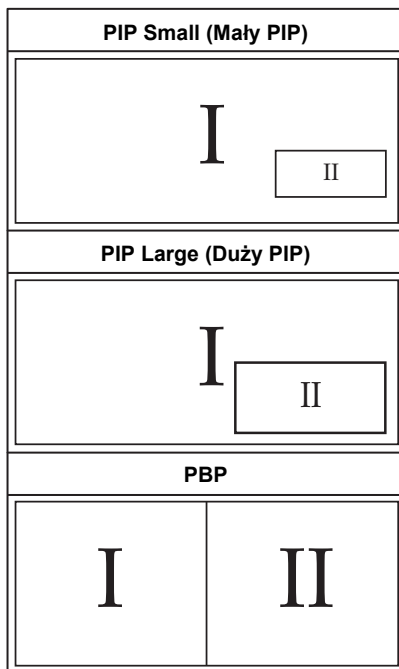 PIP Small (Mały PIP)
I
II
PIP Large (Duży PIP)
I
II
PBP
I II